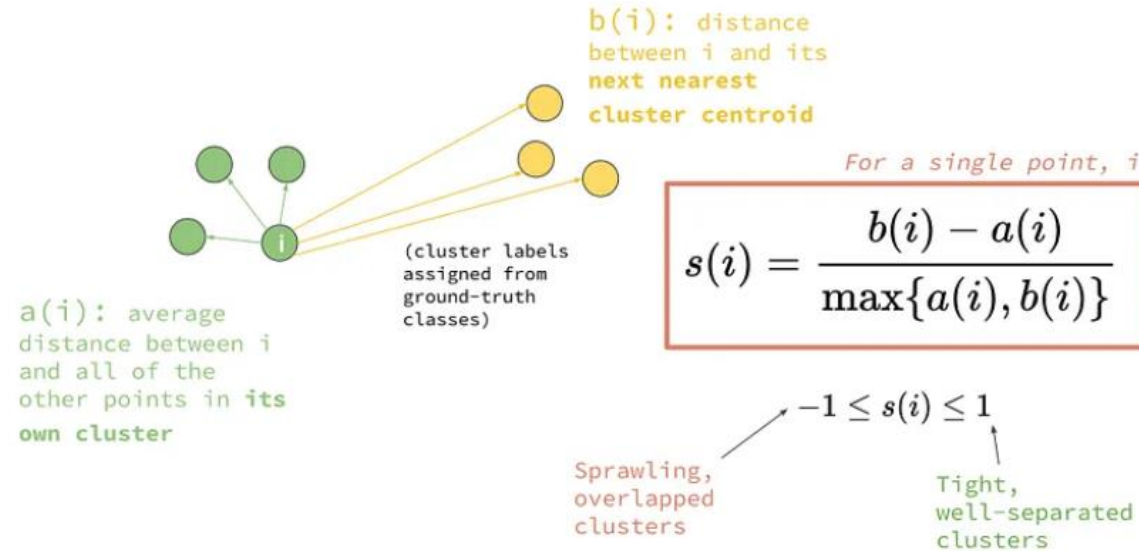 b(i): distance
between i and its
next nearest
cluster centroid
For a single point, i
i
(cluster labels
assigned from
ground-truth
classes)
s(i) = \frac{b(i) - a(i)}{\max\{a(i), b(i)\}}
a(i): average
distance between i
and all of the
other points in its
own cluster
-1 ≤ s(i) ≤ 1
Sprawling,
overlapped
clusters
Tight,
well-separated
clusters